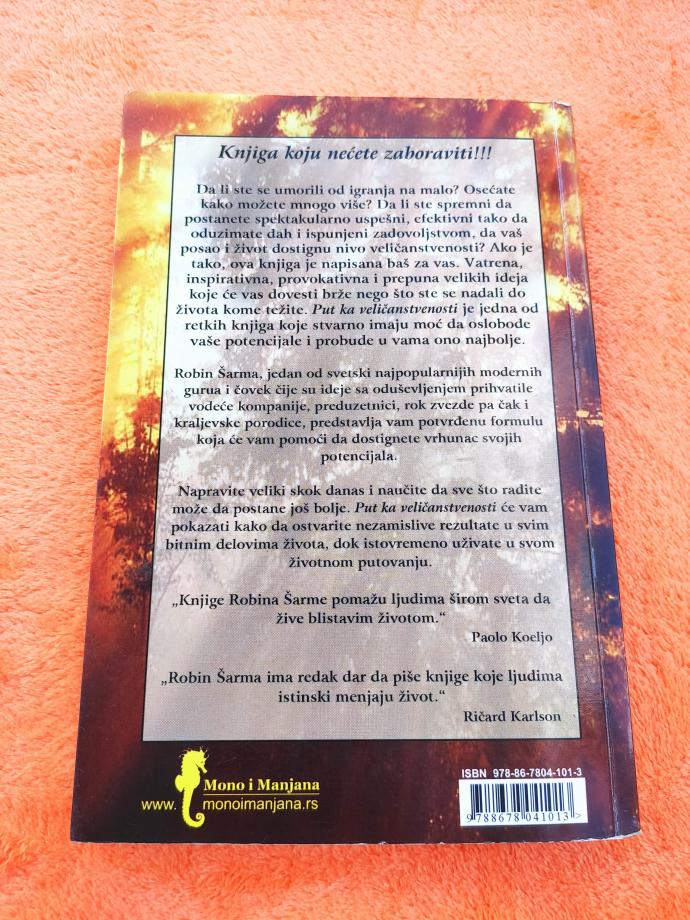 Knjiga koju nećete zaboraviti!!!
Da li ste se umorili od igranja na malo? Osećate
kako možete mnogo više? Da li ste spremni da
postanete spektakularno uspešni, efektivni tako da
oduzimate dah i ispunjeni zadovoljstvom, da vaš
posao i život dostignu nivo veličanstvenosti? Ako je
tako, ova knjiga je napisana baš za vas. Vatrena,
inspirativna, provokativna i prepuna velikih ideja
koje će vas dovesti brže nego što ste se nadali do
života kome težite. Put ka veličanstvenosti je jedna od
retkih knjiga koje stvarno imaju moć da oslobode
vaše potencijale i probude u vama ono najbolje.
Robin Šarma, jedan od svetski najpopularnijih modernih
gurua i čovek čije su ideje sa oduševljenjem prihvatile
vodeće kompanije, preduzetnici, rok zvezde pa čak i
kraljevske porodice, predstavlja vam potvrđenu formulu
koja će vam pomoći da dostignete vrhunac svojih
potencijala.
Napravite veliki skok danas i naučite da sve što radite
može da postane još bolje. Put ka veličanstvenosti će vam
pokazati kako da ostvarite nezamislive rezultate u svim
bitnim delovima života, dok istovremeno uživate u svom
životnom putovanju.
„Knjige Robina Šarme pomažu ljudima širom sveta da
žive blistavim životom.“
Paolo Koeljo
„Robin Šarma ima redak dar da piše knjige koje ljudima
istinski menjaju život.“
Ričard Karlson
Mono i Manjana
www. monoimanjana.rs
ISBN 978-86-7804-101-3
9 788678 041013 >